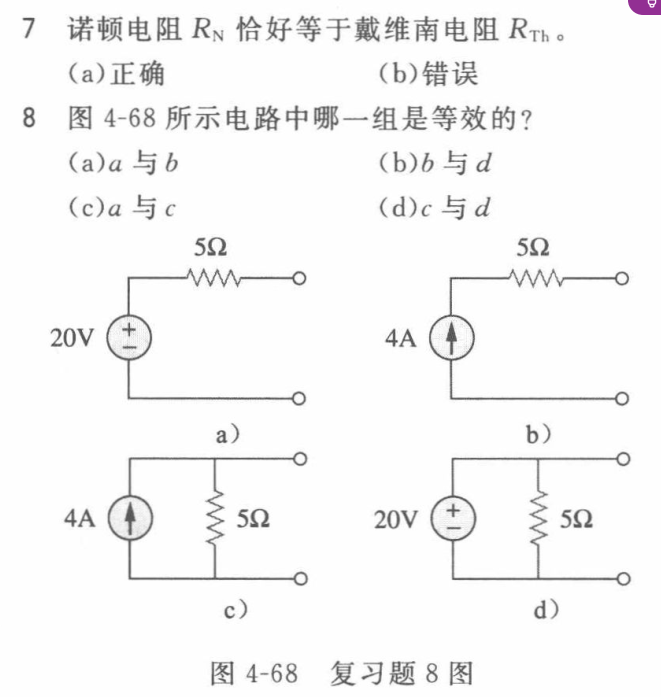 7 诺顿电阻 RN 恰好等于戴维南电阻 RTh。
(a)正确 (b)错误
8 图 4-68 所示电路中哪一组是等效的?
(a)a 与 b (b)b 与 d
(c)a 与 c (d)c 与 d
5Ω 5Ω
20V + − 4A
a) b)
4A 5Ω 20V + − 5Ω
c) d)
图 4-68 复习题 8 图